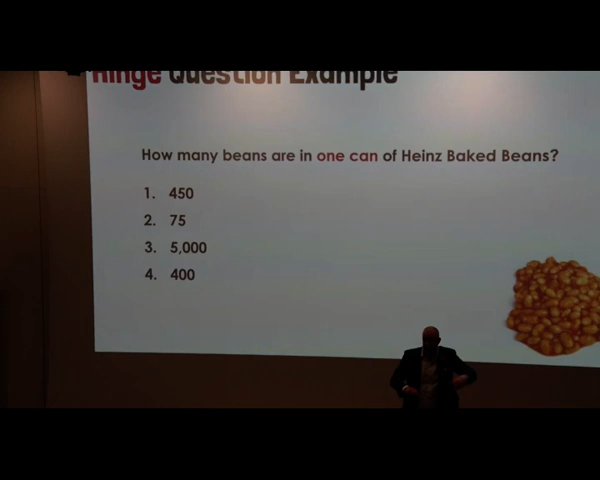 Hinge Question Example
How many beans are in one can of Heinz Baked Beans?
1. 450
2. 75
3. 5,000
4. 400